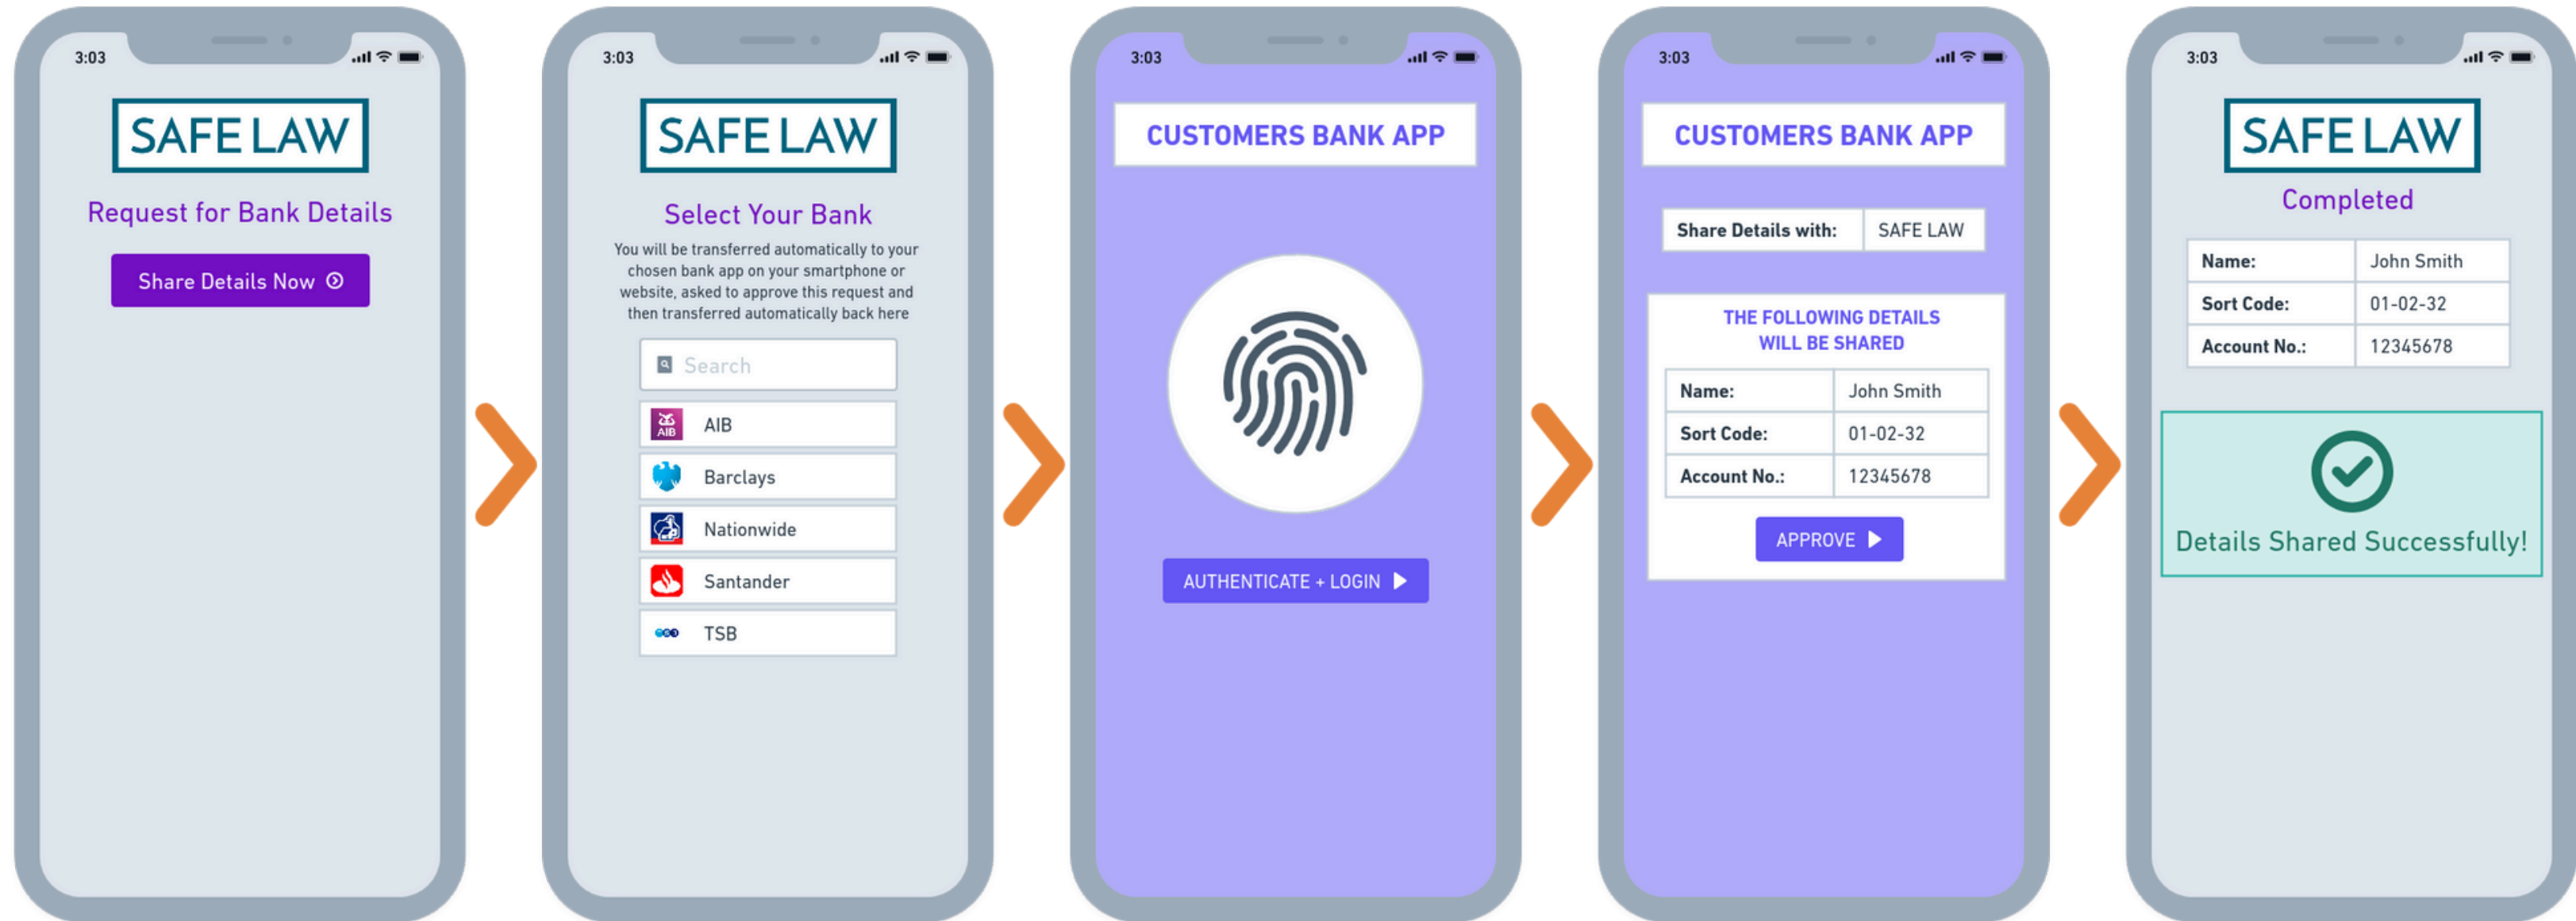 3:03
SAFE LAW
Request for Bank Details
Share Details Now
3:03
SAFE LAW
Select Your Bank
You will be transferred automatically to your
chosen bank app on your smartphone or
website, asked to approve this request and
then transferred automatically back here
Search
AIB AIB
Barclays
Nationwide
Santander
TSB
3:03
CUSTOMERS BANK APP
AUTHENTICATE + LOGIN
3:03
CUSTOMERS BANK APP
Share Details with: SAFE LAW
THE FOLLOWING DETAILS
WILL BE SHARED
Name: John Smith
Sort Code: 01-02-32
Account No.: 12345678
APPROVE
3:03
SAFE LAW
Completed
Name: John Smith
Sort Code: 01-02-32
Account No.: 12345678
Details Shared Successfully!